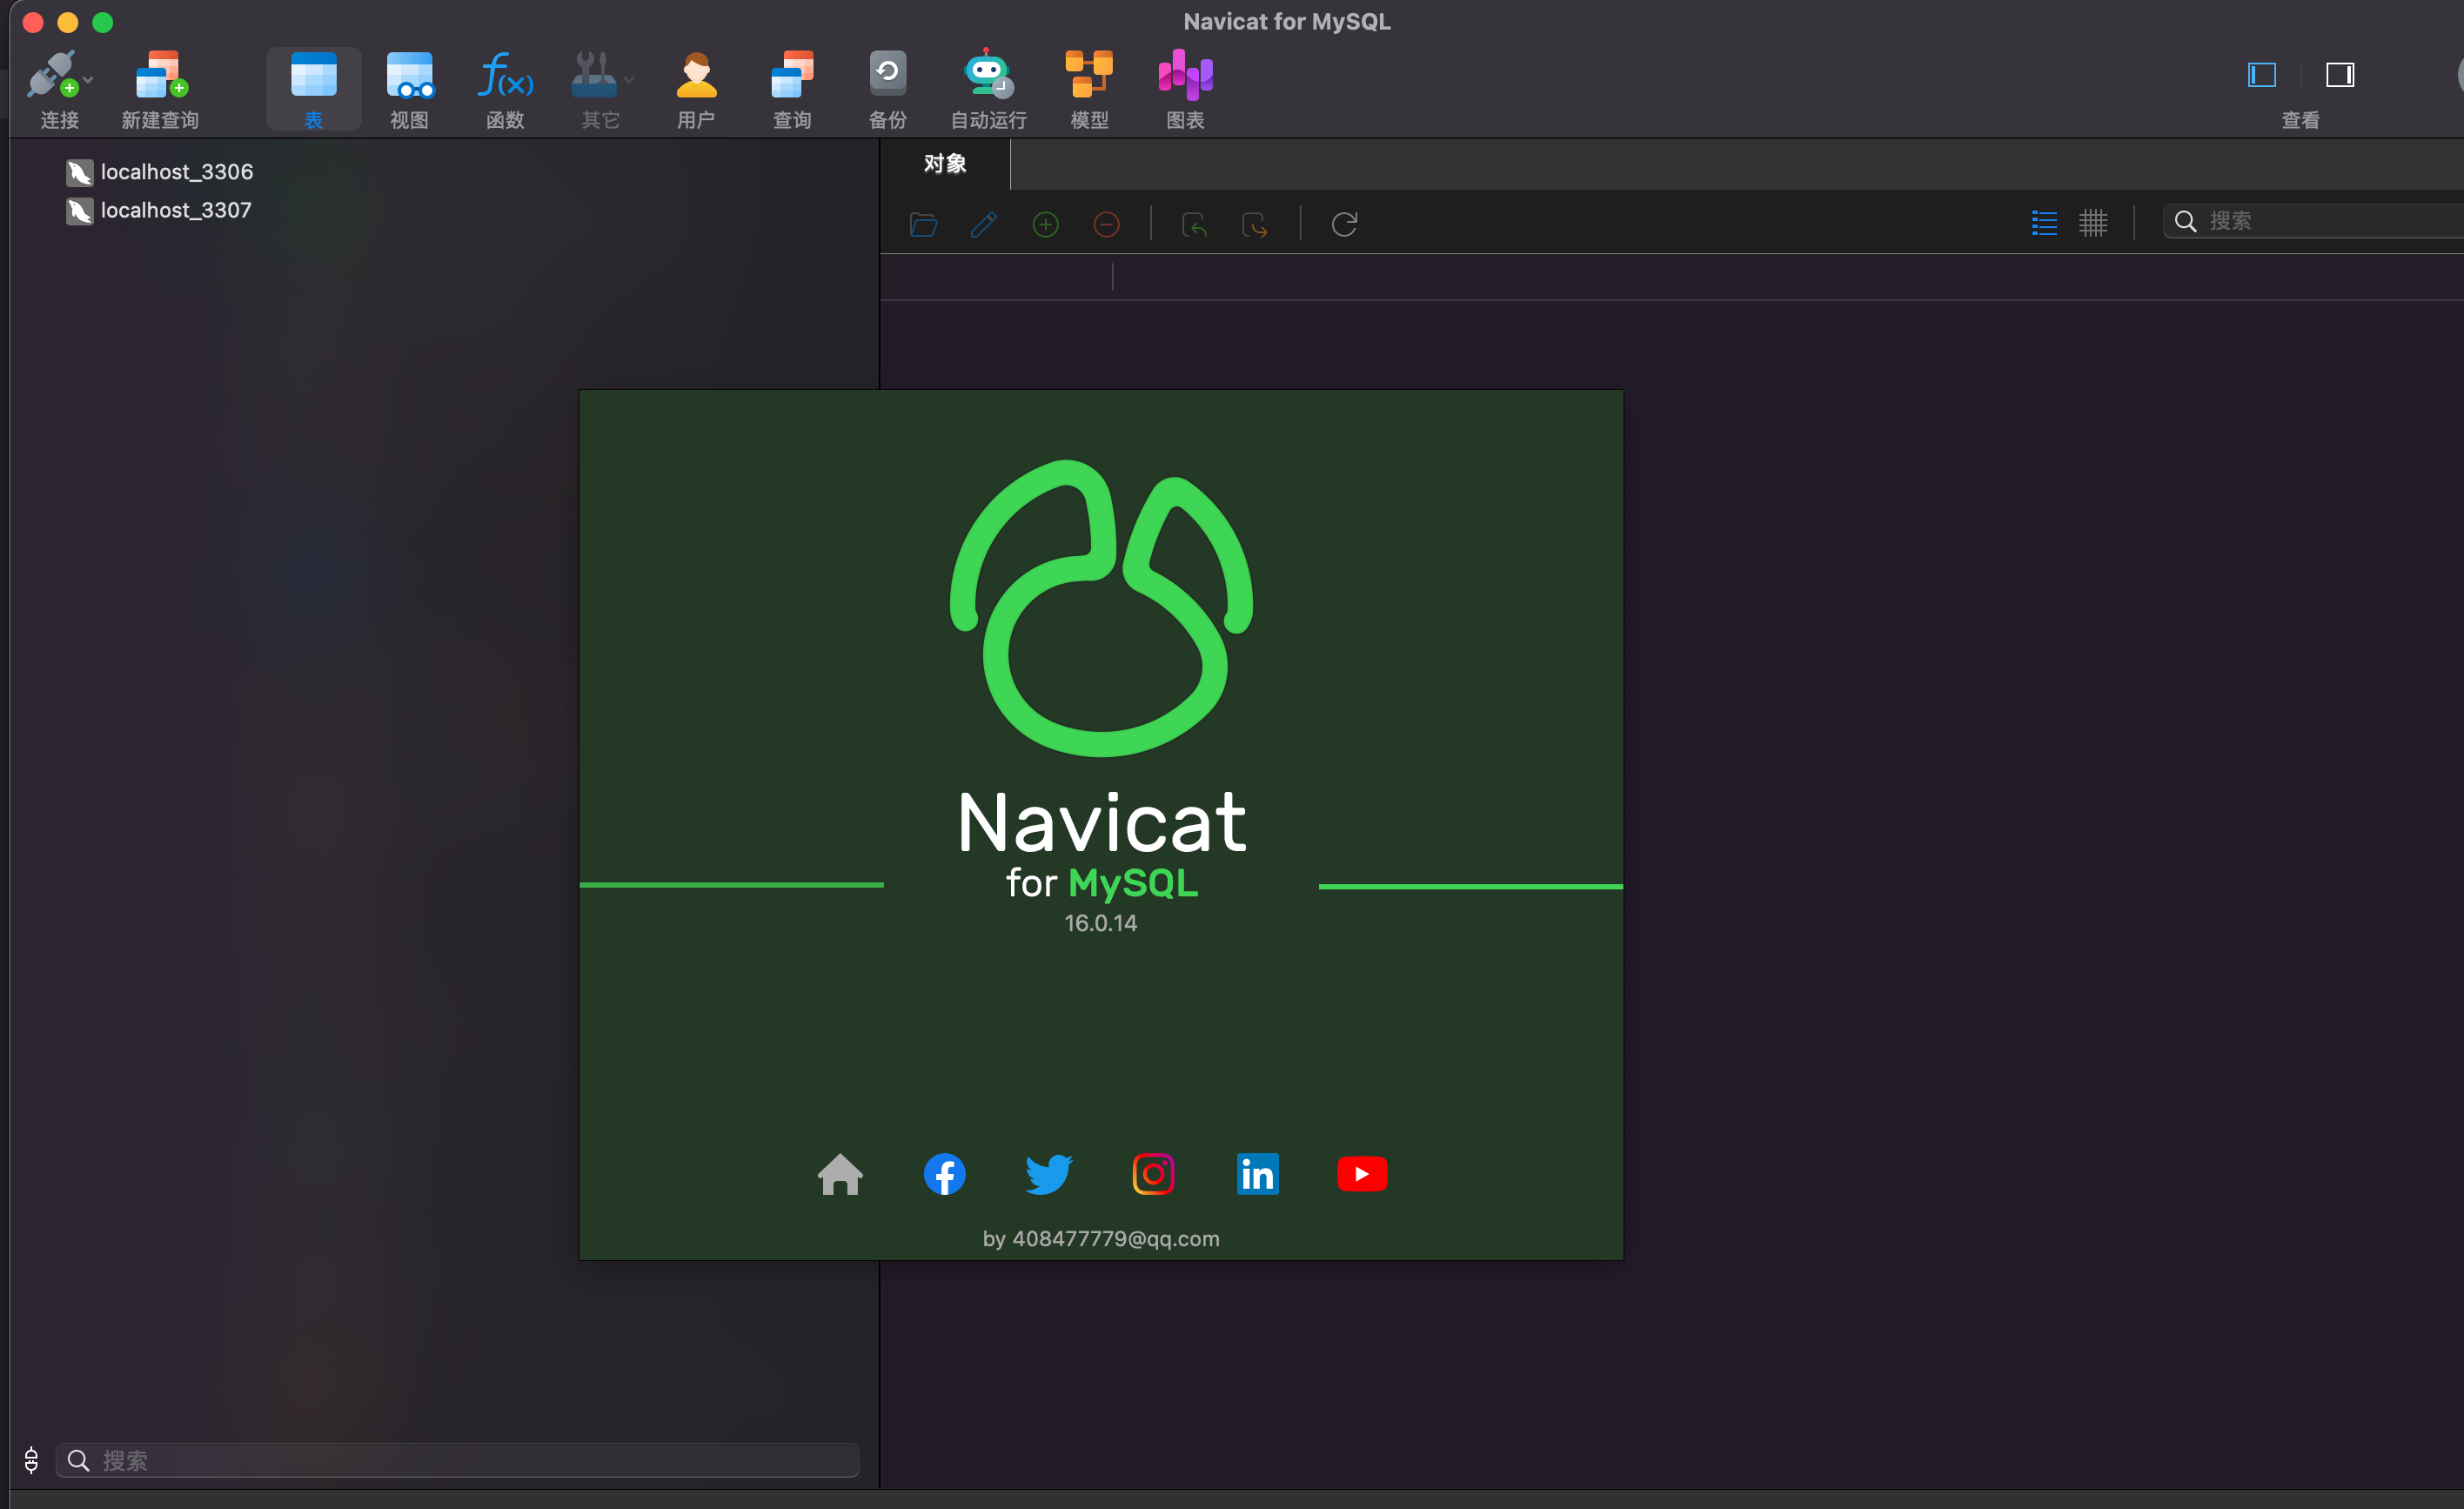 Navicat for MySQL
连接
新建查询
表
视图
函数
其它
用户
查询
备份
自动运行
模型
图表
查看
localhost_3306
localhost_3307
对象
搜索
Navicat
for MySQL
16.0.14
by 408477779@qq.com
搜索